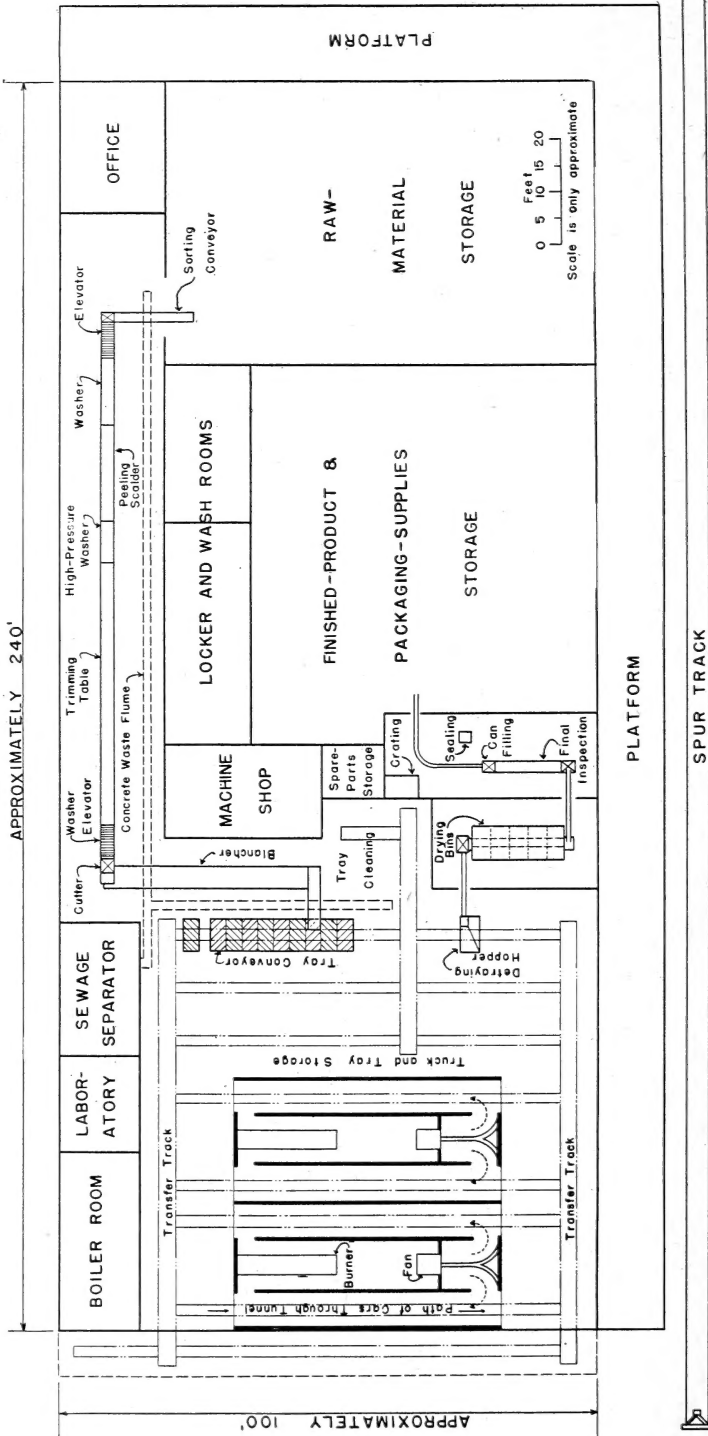 APPROXIMATELY 240'
PLATFORM
OFFICE
Elevator
Sorting
Conveyor
Washer
Peeling
Scalder
High-Pressure
Washer
Trimming
Table
Concrete Waste Flume
Washer
Elevator
Cutter
Blancher
RAW-
MATERIAL
STORAGE
Feet
0 5 10 15 20
Scale is only approximate
LOCKER AND WASH ROOMS
FINISHED-PRODUCT &
PACKAGING-SUPPLIES
STORAGE
MACHINE
SHOP
Spare-
Parts
Storage
Crating
Sealing
Can
Filling
Final
Inspection
Drying
Bins
Tray
Cleaning
Detraying
Hopper
Tray Conveyor
SEWAGE
SEPARATOR
LABOR-
ATORY
BOILER ROOM
Transfer Track
Truck and Tray Storage
Burner
Fan
Path of Cars Through Tunnel
Transfer Track
APPROXIMATELY 100'
PLATFORM
SPUR TRACK